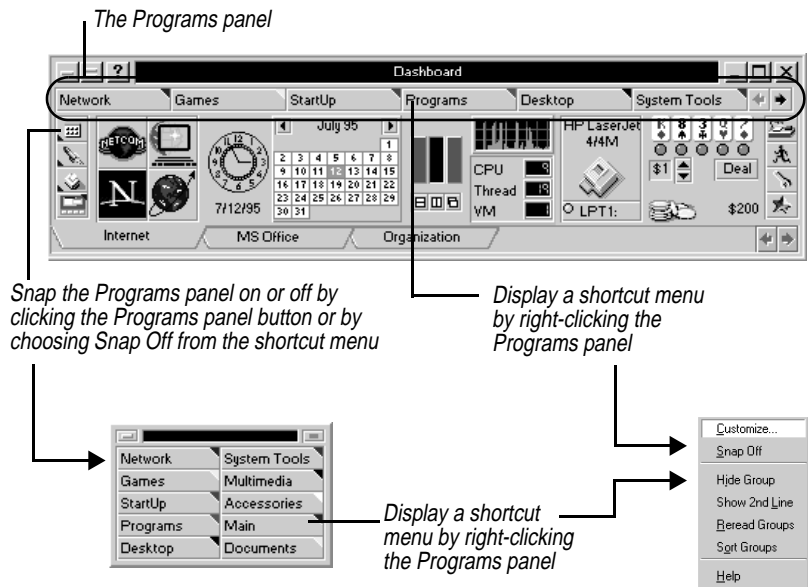 The Programs panel
?
Dashboard
Network Games StartUp Programs Desktop System Tools
NETCOM
N
July 95
1
2 3 4 5 6 7 8
9 10 11 12 13 14 15
16 17 18 19 20 21 22
23 24 25 26 27 28 29
30 31
7/12/95
CPU 9
Thread
VM
HP LaserJet
4/4M
LPT1:
K 8 3 Q 7
$1 Deal
$200
Internet MS Office Organization
Snap the Programs panel on or off by
clicking the Programs panel button or by
choosing Snap Off from the shortcut menu
Display a shortcut menu
by right-clicking the
Programs panel
Network System Tools
Games Multimedia
StartUp Accessories
Programs Main
Desktop Documents
Display a shortcut
menu by right-clicking
the Programs panel
Customize...
Snap Off
Hide Group
Show 2nd Line
Reread Groups
Sort Groups
Help